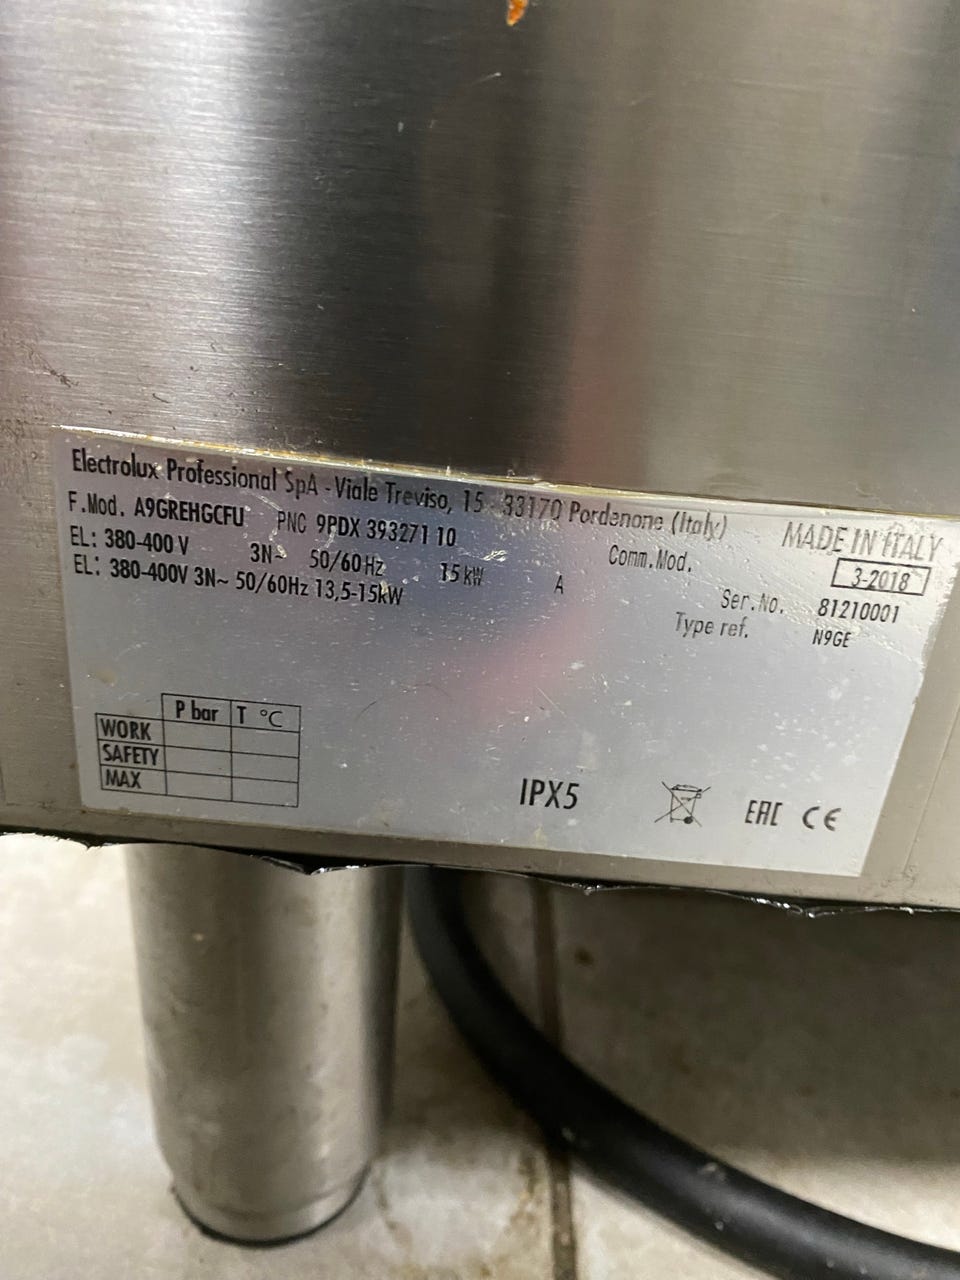 Electrolux Professional SpA - Viale Treviso, 15 - 33170 Pordenone (Italy)
MADE IN ITALY
F.Mod. A9GREHGCFU PNC 9PDX 393271 10 Comm.Mod.
3-2018
EL: 380-400 V 3N~ 50/60Hz 15 kW A Ser.No. 81210001
EL: 380-400V 3N~ 50/60Hz 13,5-15kW Type ref. N9GE
P bar T °C
WORK
SAFETY
MAX
IPX5 EAC CE